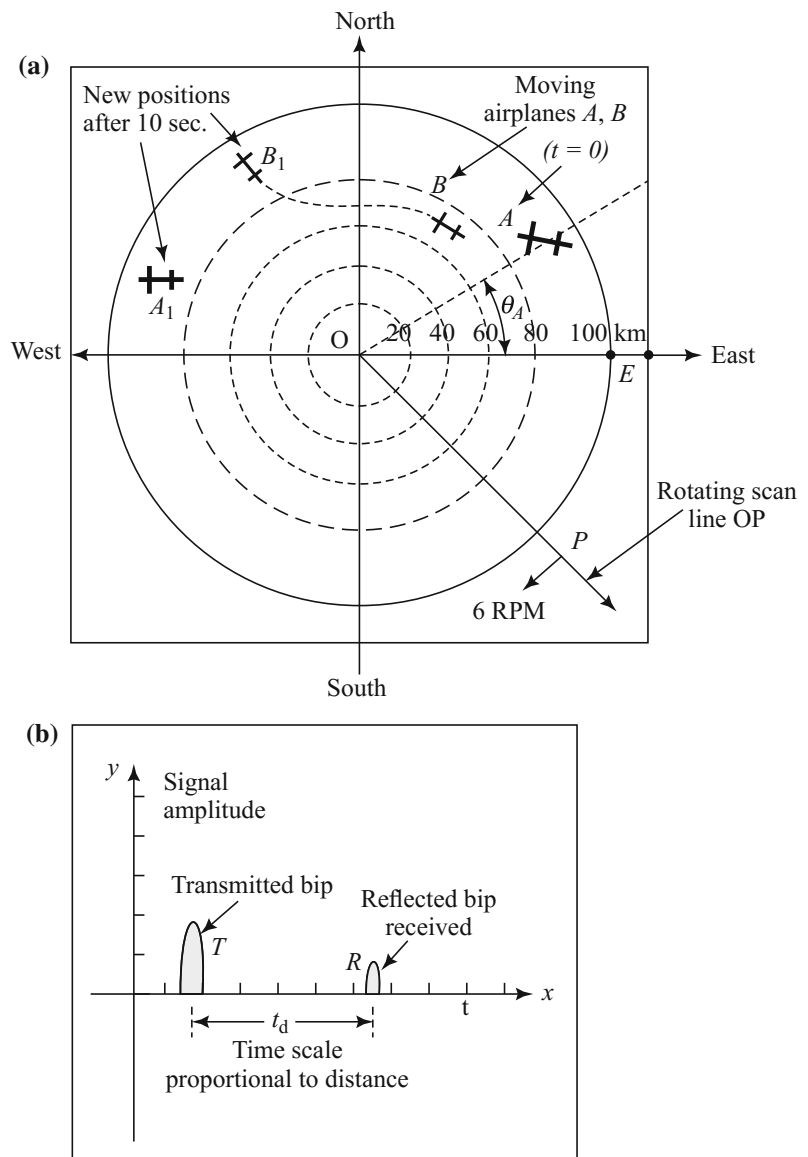 North
(a)
New positions
after 10 sec.
Moving
airplanes A, B
(t = 0)
B1
B
A
A1
θA
O
20 40 60 80 100 km
West
East
E
Rotating scan
line OP
P
6 RPM
South
(b)
y
Signal
amplitude
Transmitted bip
Reflected bip
received
T
R
x
t
td
Time scale
proportional to distance